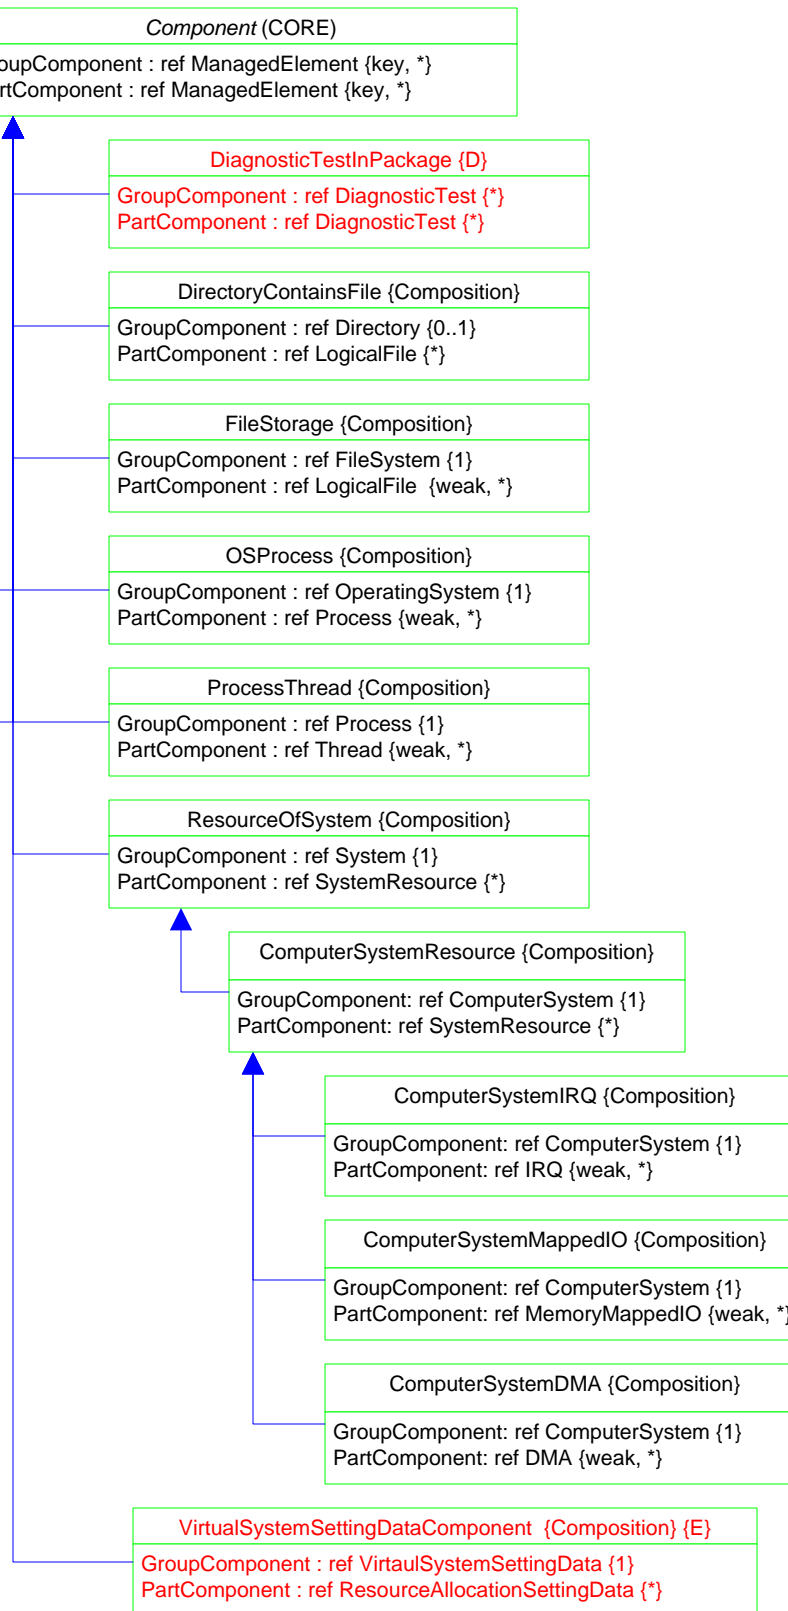 Component (CORE)
oupComponent : ref ManagedElement {key, *}
rtComponent : ref ManagedElement {key, *}
DiagnosticTestInPackage {D}
GroupComponent : ref DiagnosticTest {*}
PartComponent : ref DiagnosticTest {*}
DirectoryContainsFile {Composition}
GroupComponent : ref Directory {0..1}
PartComponent : ref LogicalFile {*}
FileStorage {Composition}
GroupComponent : ref FileSystem {1}
PartComponent : ref LogicalFile {weak, *}
OSProcess {Composition}
GroupComponent : ref OperatingSystem {1}
PartComponent : ref Process {weak, *}
ProcessThread {Composition}
GroupComponent : ref Process {1}
PartComponent : ref Thread {weak, *}
ResourceOfSystem {Composition}
GroupComponent : ref System {1}
PartComponent : ref SystemResource {*}
ComputerSystemResource {Composition}
GroupComponent: ref ComputerSystem {1}
PartComponent: ref SystemResource {*}
ComputerSystemIRQ {Composition}
GroupComponent: ref ComputerSystem {1}
PartComponent: ref IRQ {weak, *}
ComputerSystemMappedIO {Composition}
GroupComponent: ref ComputerSystem {1}
PartComponent: ref MemoryMappedIO {weak, *}
ComputerSystemDMA {Composition}
GroupComponent: ref ComputerSystem {1}
PartComponent: ref DMA {weak, *}
VirtualSystemSettingDataComponent {Composition} {E}
GroupComponent : ref VirtaulSystemSettingData {1}
PartComponent : ref ResourceAllocationSettingData {*}